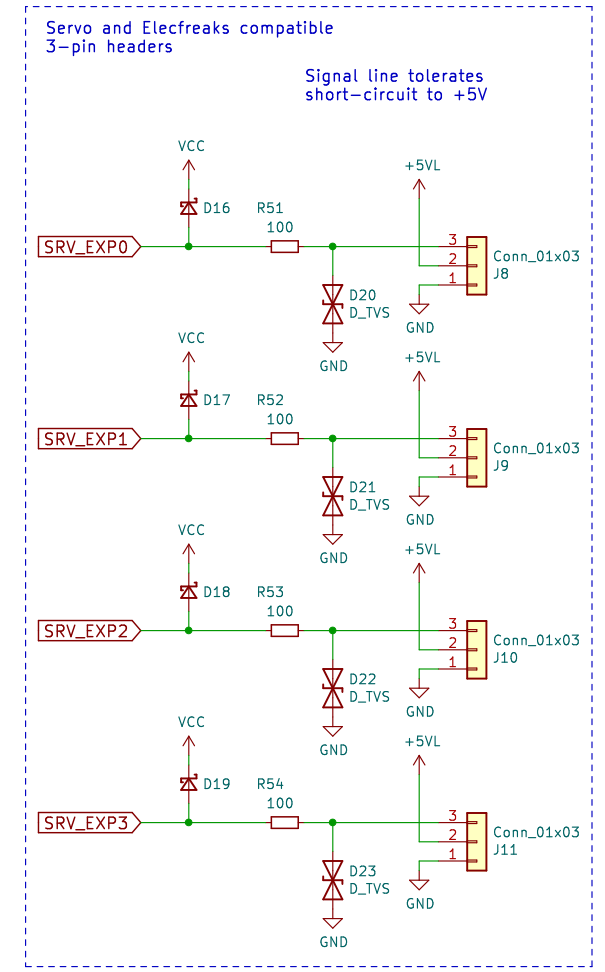 Servo and Elecfreaks compatible
3-pin headers
Signal line tolerates
short-circuit to +5V
VCC
+5VL
D16
R51
100
SRV_EXP0
3
2
1
Conn_01x03
J8
D20
D_TVS
GND
GND
VCC
+5VL
D17
R52
100
SRV_EXP1
3
2
1
Conn_01x03
J9
D21
D_TVS
GND
GND
VCC
+5VL
D18
R53
100
SRV_EXP2
3
2
1
Conn_01x03
J10
D22
D_TVS
GND
GND
VCC
+5VL
D19
R54
100
SRV_EXP3
3
2
1
Conn_01x03
J11
D23
D_TVS
GND
GND